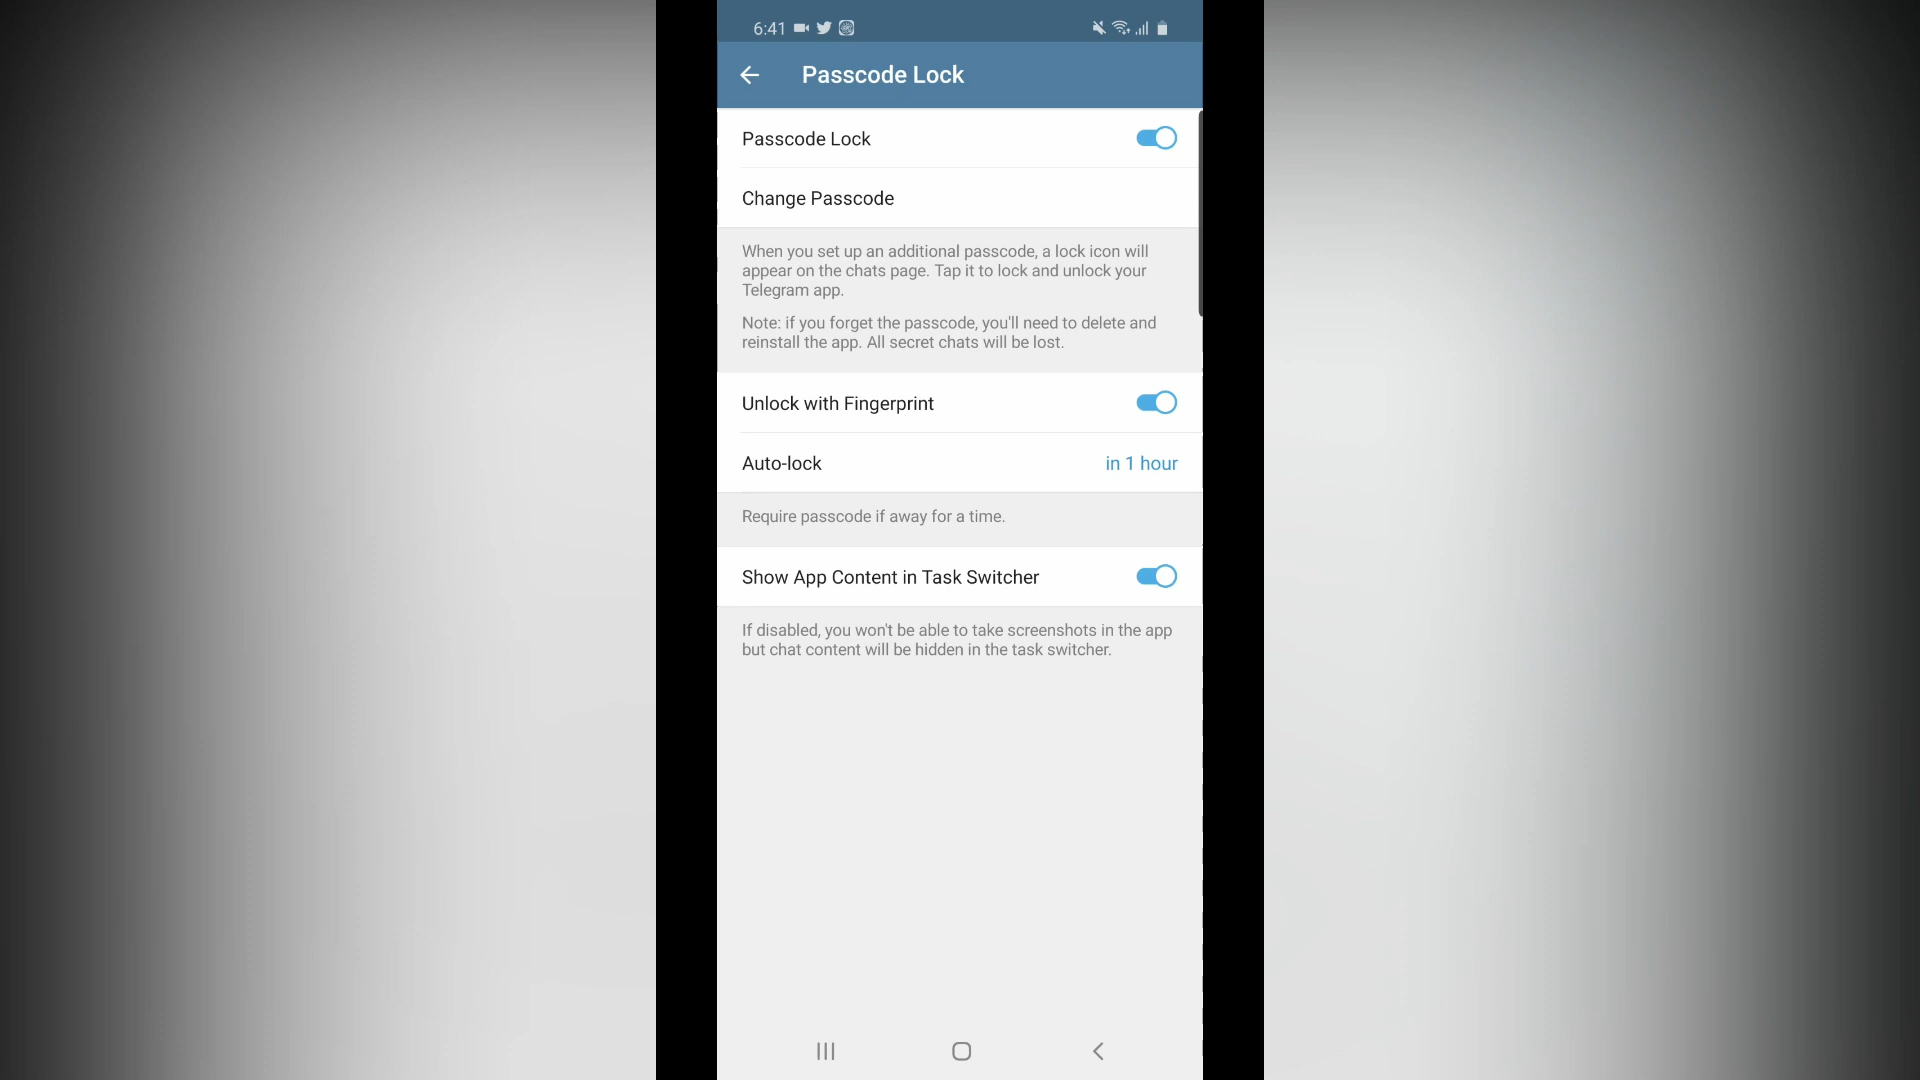 6:41
Passcode Lock
Passcode Lock
Change Passcode
When you set up an additional passcode, a lock icon will
appear on the chats page. Tap it to lock and unlock your
Telegram app.
Note: if you forget the passcode, you'll need to delete and
reinstall the app. All secret chats will be lost.
Unlock with Fingerprint
Auto-lock in 1 hour
Require passcode if away for a time.
Show App Content in Task Switcher
If disabled, you won't be able to take screenshots in the app
but chat content will be hidden in the task switcher.